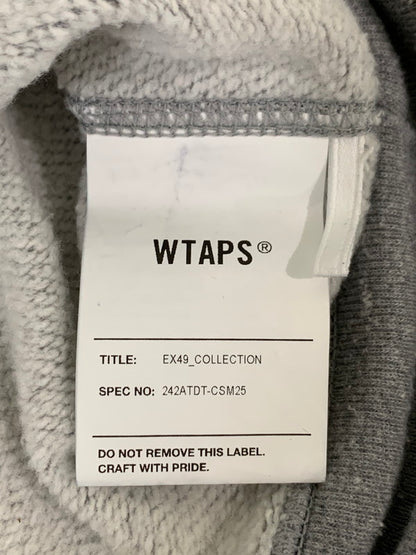 WTAPS®
TITLE: EX49_COLLECTION
SPEC NO: 242ATDT-CSM25
DO NOT REMOVE THIS LABEL.
CRAFT WITH PRIDE.